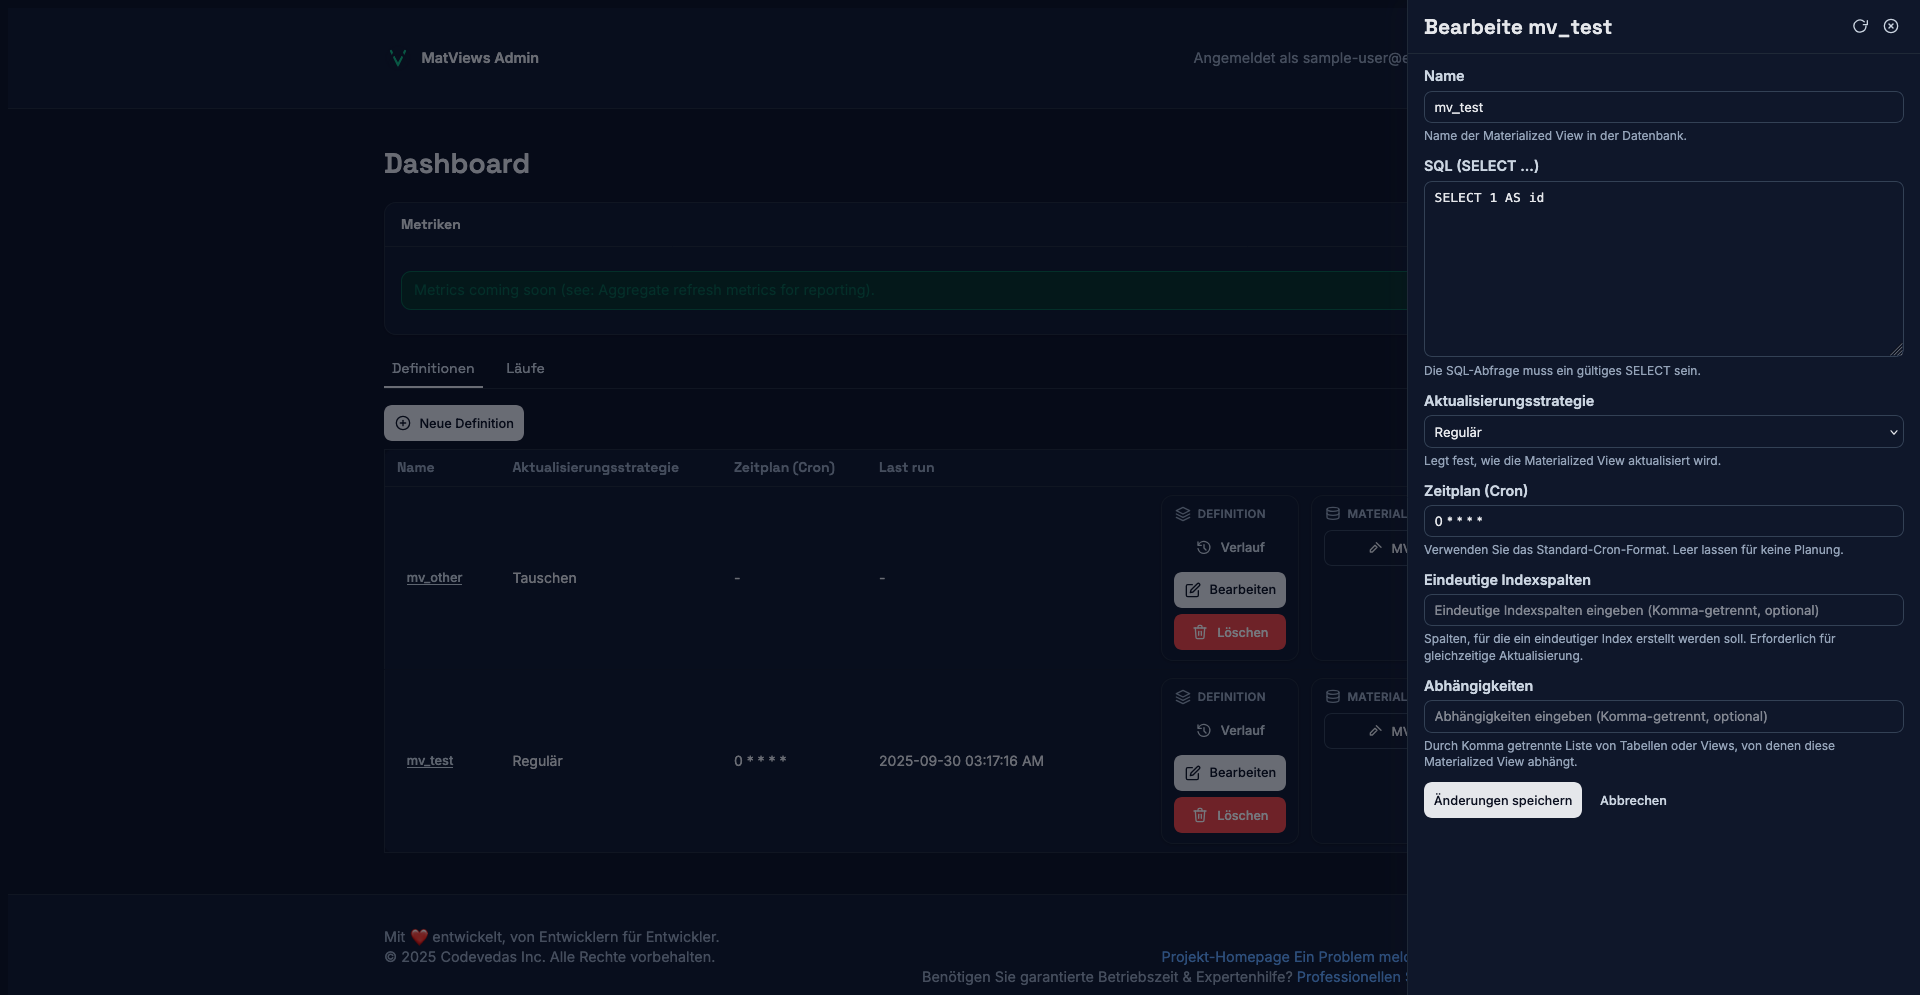 MatViews Admin
Angemeldet als sample-user@e
Dashboard
Metriken
Metrics coming soon (see: Aggregate refresh metrics for reporting).
Definitionen Läufe
Neue Definition
Name Aktualisierungsstrategie Zeitplan (Cron) Last run
DEFINITION MATERIAL
Verlauf MV
mv_other Tauschen - -
Bearbeiten
Löschen
DEFINITION MATERIAL
Verlauf MV
mv_test Regulär 0 * * * * 2025-09-30 03:17:16 AM
Bearbeiten
Löschen
Mit ❤️ entwickelt, von Entwicklern für Entwickler.
© 2025 Codevedas Inc. Alle Rechte vorbehalten.
Projekt-Homepage Ein Problem meld
Benötigen Sie garantierte Betriebszeit & Expertenhilfe? Professionellen S
Bearbeite mv_test
Name
mv_test
Name der Materialized View in der Datenbank.
SQL (SELECT ...)
SELECT 1 AS id
Die SQL-Abfrage muss ein gültiges SELECT sein.
Aktualisierungsstrategie
Regulär
Legt fest, wie die Materialized View aktualisiert wird.
Zeitplan (Cron)
0 * * * *
Verwenden Sie das Standard-Cron-Format. Leer lassen für keine Planung.
Eindeutige Indexspalten
Eindeutige Indexspalten eingeben (Komma-getrennt, optional)
Spalten, für die ein eindeutiger Index erstellt werden soll. Erforderlich für
gleichzeitige Aktualisierung.
Abhängigkeiten
Abhängigkeiten eingeben (Komma-getrennt, optional)
Durch Komma getrennte Liste von Tabellen oder Views, von denen diese
Materialized View abhängt.
Änderungen speichern Abbrechen